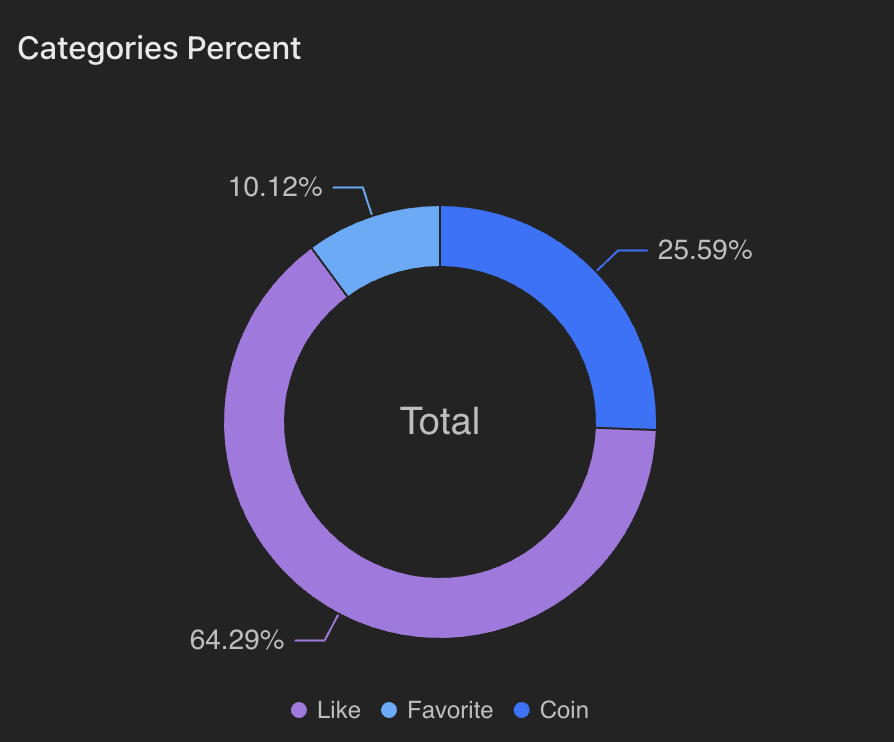 Categories Percent
10.12%
25.59%
Total
64.29%
Like Favorite Coin